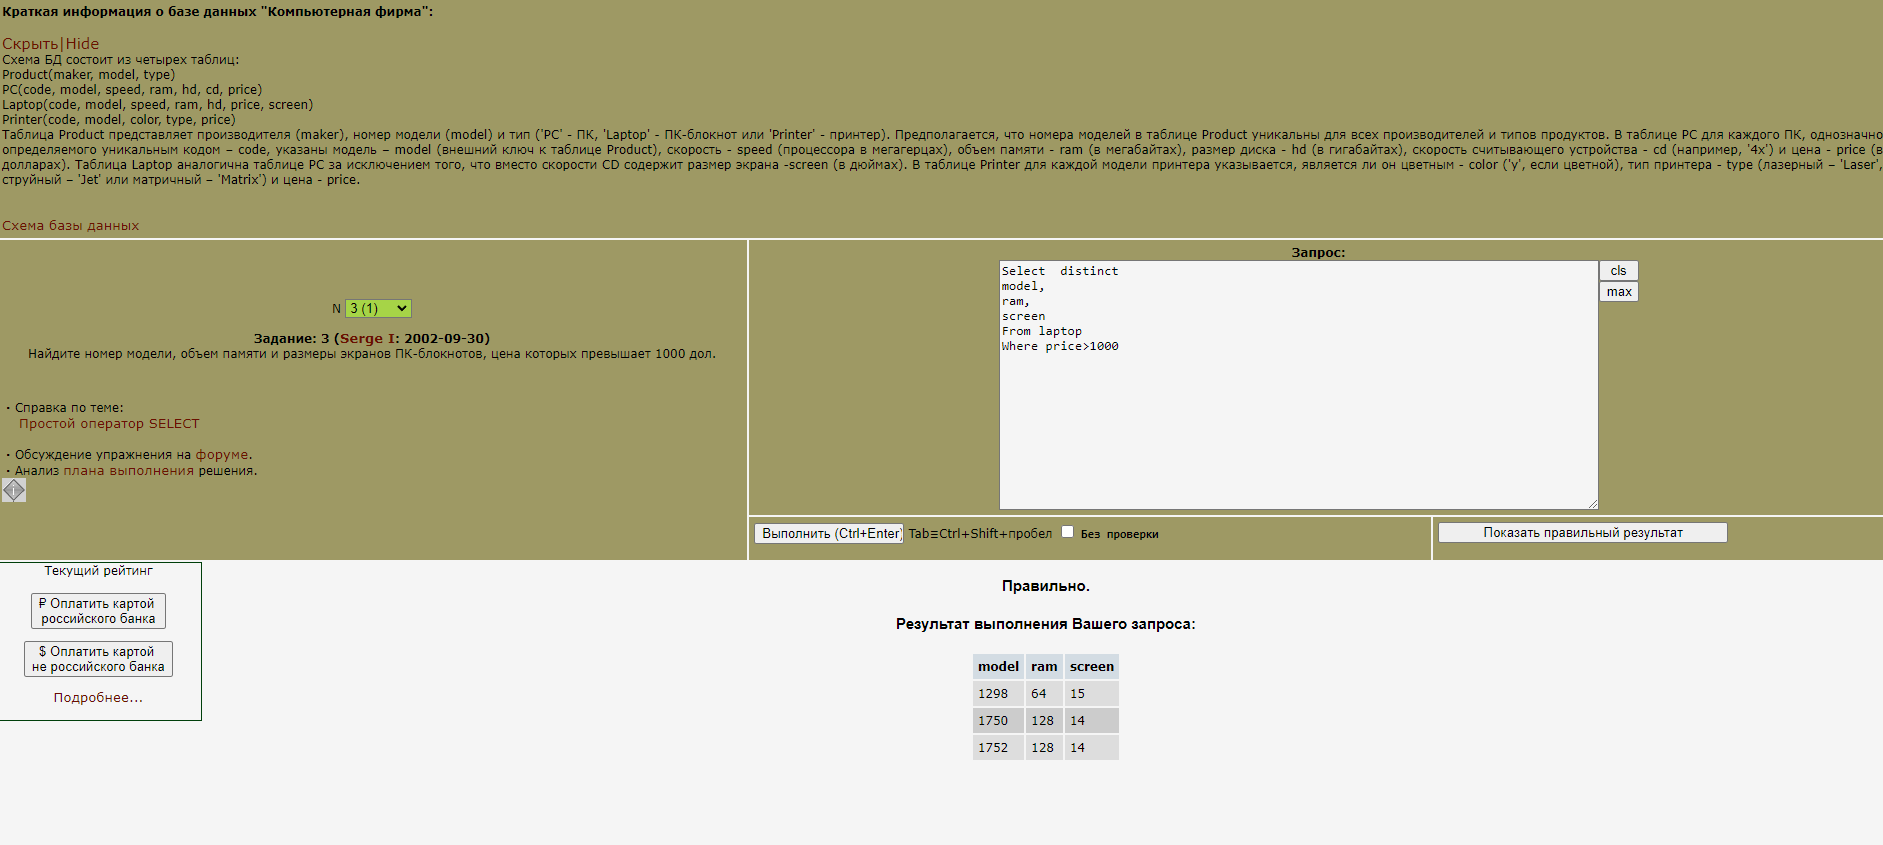 Краткая информация о базе данных "Компьютерная фирма":
Скрыть|Hide
Схема БД состоит из четырех таблиц:
Product(maker, model, type)
PC(code, model, speed, ram, hd, cd, price)
Laptop(code, model, speed, ram, hd, price, screen)
Printer(code, model, color, type, price)
Таблица Product представляет производителя (maker), номер модели (model) и тип ('PC' - ПК, 'Laptop' - ПК-блокнот или 'Printer' - принтер). Предполагается, что номера моделей в таблице Product уникальны для всех производителей и типов продуктов. В таблице PC для каждого ПК, однозначно
определяемого уникальным кодом – code, указаны модель – model (внешний ключ к таблице Product), скорость - speed (процессора в мегагерцах), объем памяти - ram (в мегабайтах), размер диска - hd (в гигабайтах), скорость считывающего устройства - cd (например, '4x') и цена - price (в
долларах). Таблица Laptop аналогична таблице РС за исключением того, что вместо скорости CD содержит размер экрана -screen (в дюймах). В таблице Printer для каждой модели принтера указывается, является ли он цветным - color ('y', если цветной), тип принтера - type (лазерный – 'Laser',
струйный – 'Jet' или матричный – 'Matrix') и цена - price.
Схема базы данных
N 3 (1)
Задание: 3 (Serge I: 2002-09-30)
Найдите номер модели, объем памяти и размеры экранов ПК-блокнотов, цена которых превышает 1000 дол.
· Справка по теме:
Простой оператор SELECT
· Обсуждение упражнения на форуме.
· Анализ плана выполнения решения.
Запрос:
Select  distinct
model,
ram,
screen
From laptop
Where price>1000
cls
max
Выполнить (Ctrl+Enter) Tab≡Ctrl+Shift+пробел Без проверки
Показать правильный результат
Текущий рейтинг
₽ Оплатить картой
российского банка
$ Оплатить картой
не российского банка
Подробнее...
Правильно.
Результат выполнения Вашего запроса:
model ram screen
1298 64 15
1750 128 14
1752 128 14